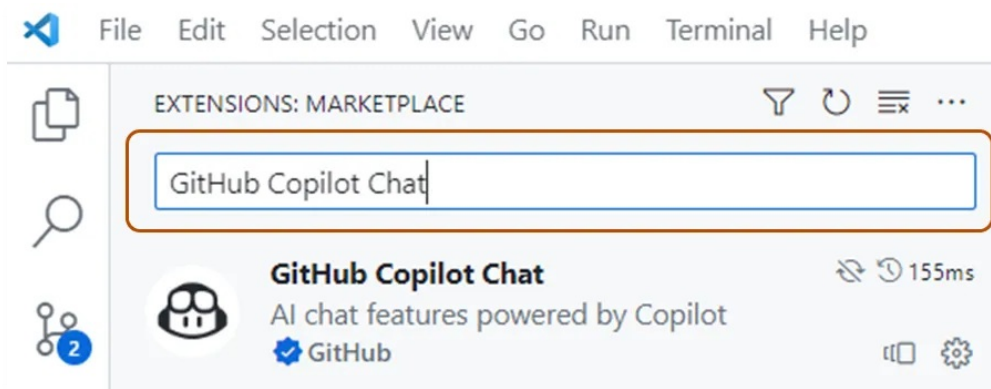 File Edit Selection View Go Run Terminal Help
EXTENSIONS: MARKETPLACE
GitHub Copilot Chat
GitHub Copilot Chat 155ms
AI chat features powered by Copilot
GitHub
2